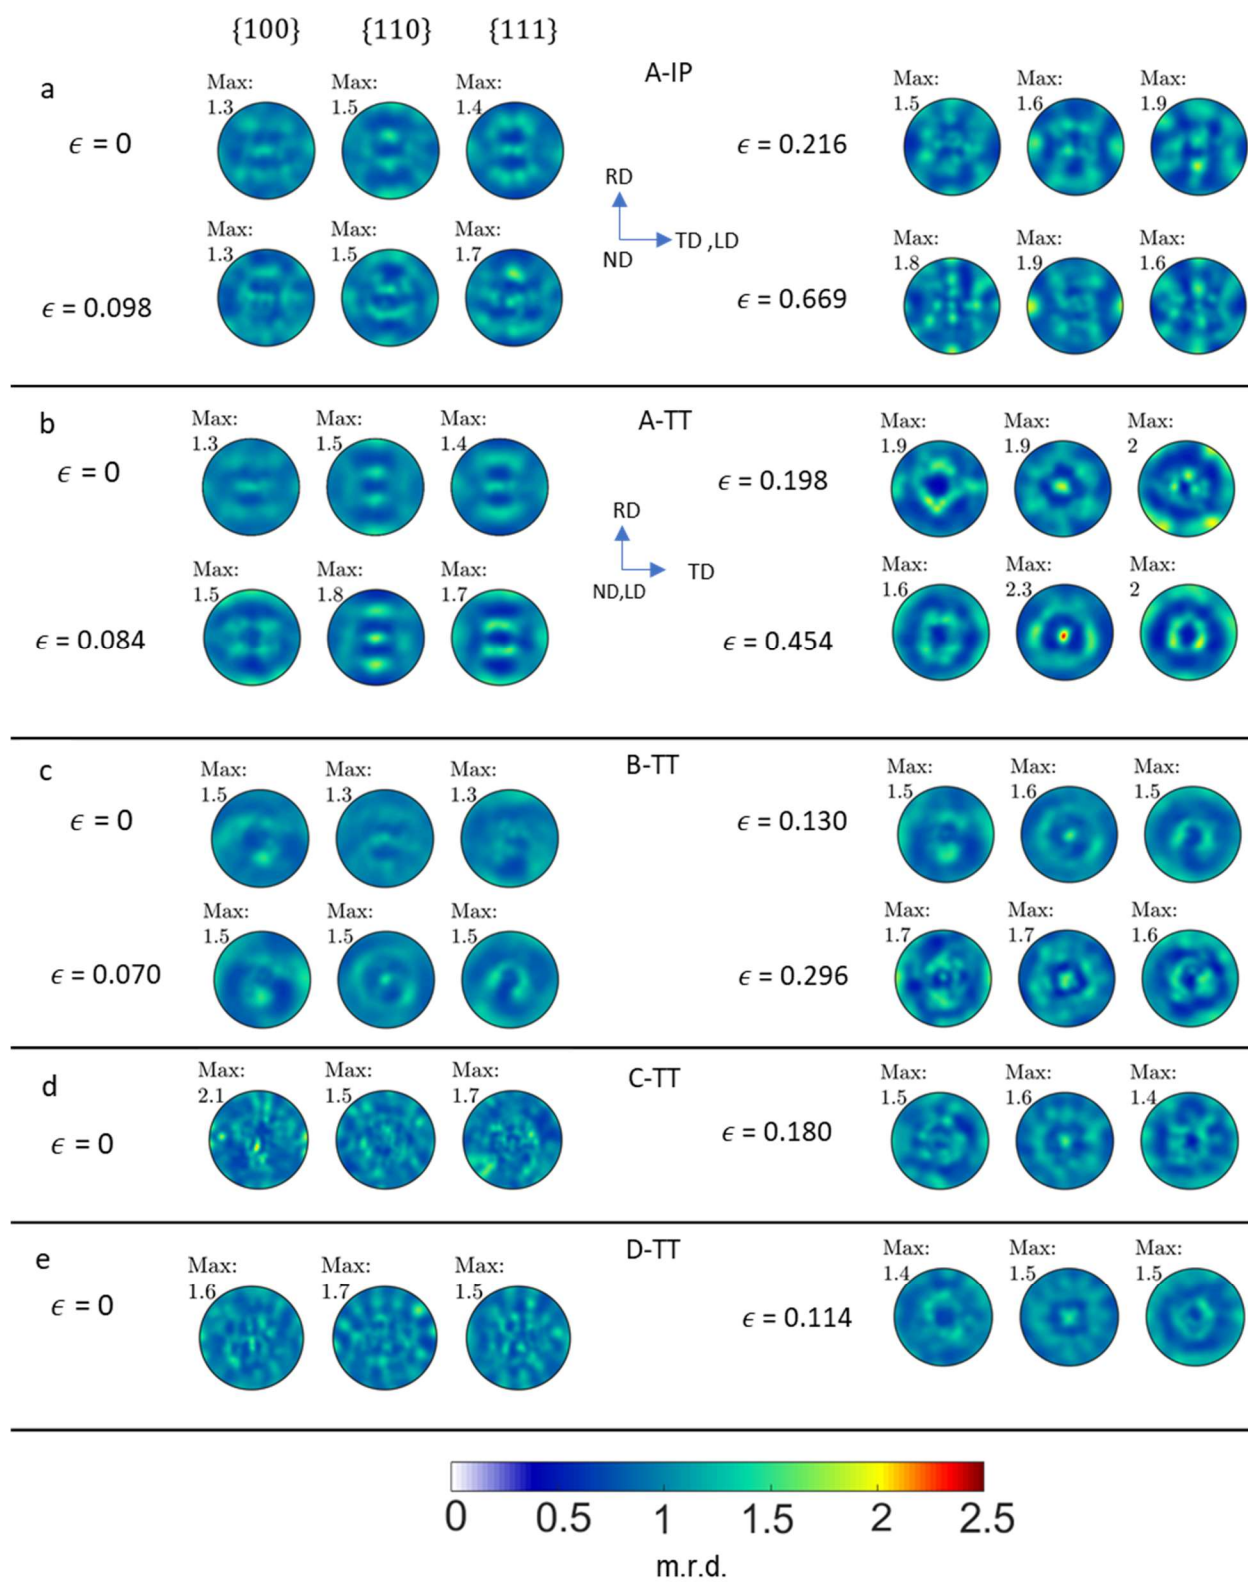 {100} {110} {111}
a A-IP
Max: Max: Max: Max: Max: Max:
1.3 1.5 1.4 1.5 1.6 1.9
ϵ = 0 ϵ = 0.216
RD
Max: Max: Max: TD ,LD Max: Max: Max:
1.3 1.5 1.7 ND 1.8 1.9 1.6
ϵ = 0.098 ϵ = 0.669
b A-TT
Max: Max: Max: Max: Max: Max:
1.3 1.5 1.4 1.9 1.9 2
ϵ = 0 ϵ = 0.198
RD
Max: Max: Max: TD Max: Max: Max:
1.5 1.8 1.7 ND,LD 1.6 2.3 2
ϵ = 0.084 ϵ = 0.454
c B-TT
Max: Max: Max: Max: Max: Max:
1.5 1.3 1.3 1.5 1.6 1.5
ϵ = 0 ϵ = 0.130
Max: Max: Max: Max: Max: Max:
1.5 1.5 1.5 1.7 1.7 1.6
ϵ = 0.070 ϵ = 0.296
d C-TT
Max: Max: Max: Max: Max: Max:
2.1 1.5 1.7 1.5 1.6 1.4
ϵ = 0 ϵ = 0.180
e D-TT
Max: Max: Max: Max: Max: Max:
1.6 1.7 1.5 1.4 1.5 1.5
ϵ = 0 ϵ = 0.114
0 0.5 1 1.5 2 2.5
m.r.d.